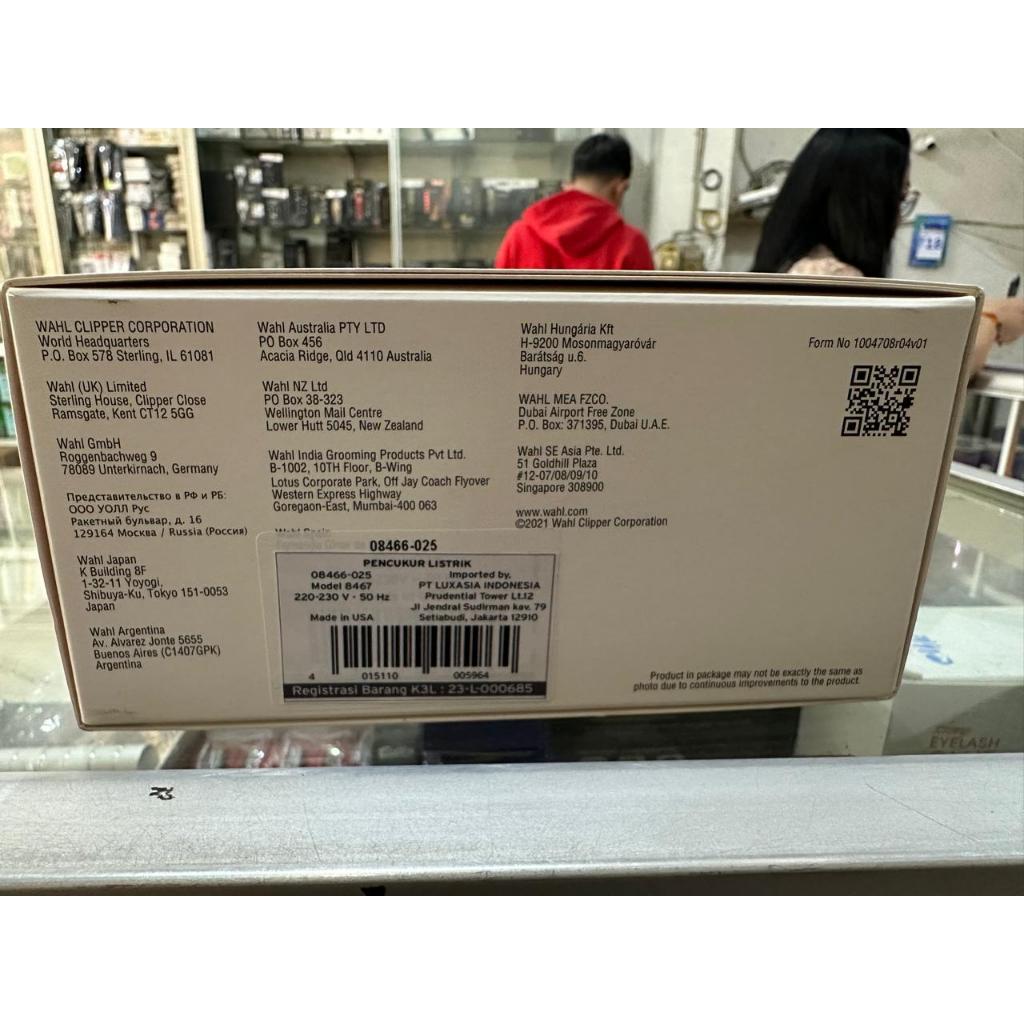 WAHL CLIPPER CORPORATION
World Headquarters
P.O. Box 578 Sterling, IL 61081
Wahl (UK) Limited
Sterling House, Clipper Close
Ramsgate, Kent CT12 5GG
Wahl GmbH
Roggenbachweg 9
78089 Unterkirnach, Germany
Представительство в РФ и РБ:
ООО УОЛЛ Рус
Ракетный бульвар, д. 16
129164 Москва / Russia (Россия)
Wahl Japan
K Building 8F
1-32-11 Yoyogi,
Shibuya-Ku, Tokyo 151-0053
Japan
Wahl Argentina
Av. Alvarez Jonte 5655
Buenos Aires (C1407GPK)
Argentina
Wahl Australia PTY LTD
PO Box 456
Acacia Ridge, Qld 4110 Australia
Wahl NZ Ltd
PO Box 38-323
Wellington Mail Centre
Lower Hutt 5045, New Zealand
Wahl India Grooming Products Pvt Ltd.
B-1002, 10TH Floor, B-Wing
Lotus Corporate Park, Off Jay Coach Flyover
Western Express Highway
Goregaon-East, Mumbai-400 063
08466-025
PENCUKUR LISTRIK
08466-025
Model 8467
220-230 V - 50 Hz
Made in USA
Imported by.
PT LUXASIA INDONESIA
Prudential Tower Lt.12
Jl Jendral Sudirman kav. 79
Setiabudi, Jakarta 12910
4 015110 005964
Registrasi Barang K3L : 23-L-000685
Wahl Hungária Kft
H-9200 Mosonmagyaróvár
Barátság u.6.
Hungary
WAHL MEA FZCO.
Dubai Airport Free Zone
P.O. Box: 371395, Dubai U.A.E.
Wahl SE Asia Pte. Ltd.
51 Goldhill Plaza
#12-07/08/09/10
Singapore 308900
www.wahl.com
©2021 Wahl Clipper Corporation
Form No 1004708r04v01
Product in package may not be exactly the same as
photo due to continuous improvements to the product.
EYELASH